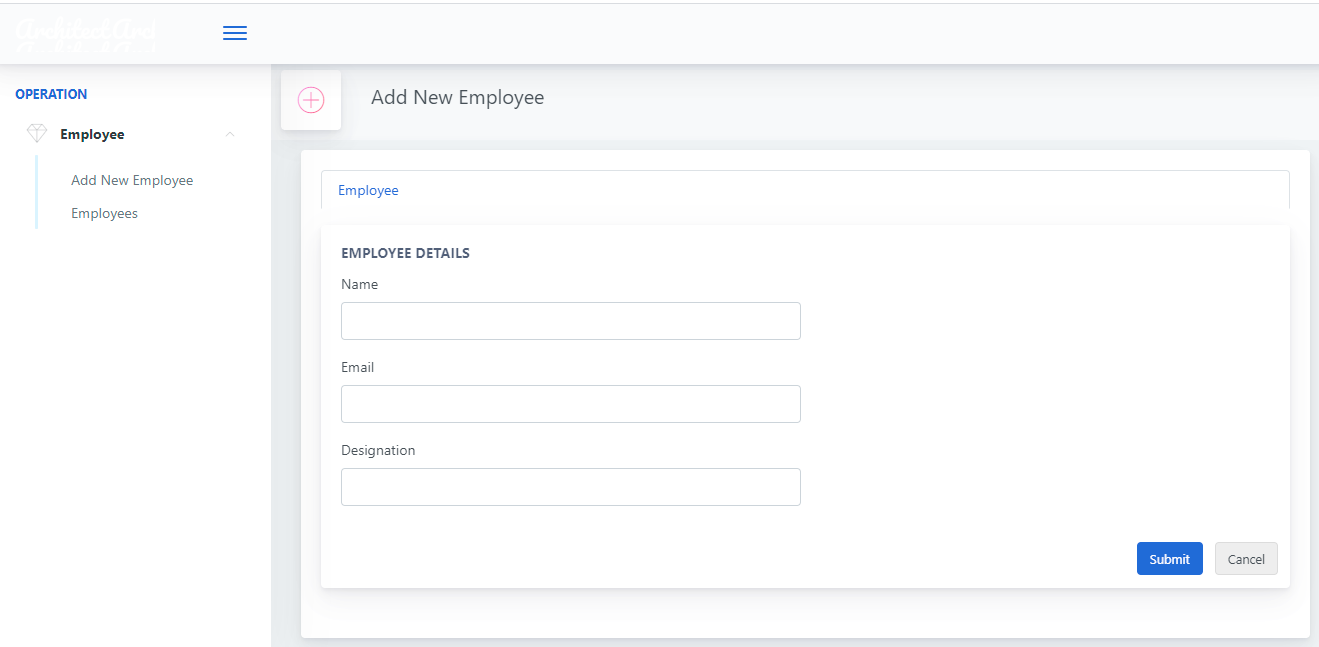 OPERATION
Employee
Add New Employee
Employees
Add New Employee
Employee
EMPLOYEE DETAILS
Name
Email
Designation
Submit
Cancel